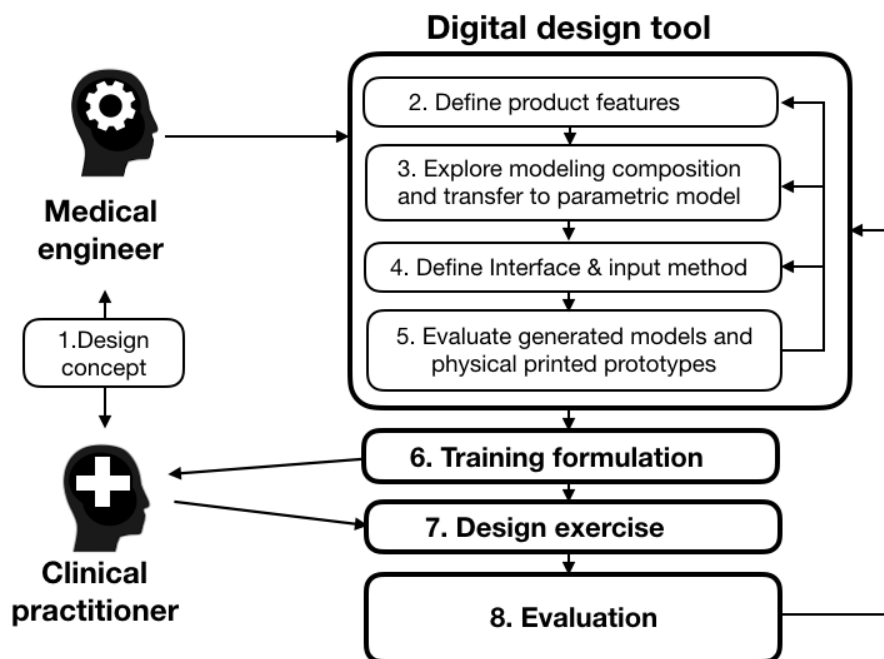 Digital design tool
2. Define product features
3. Explore modeling composition
and transfer to parametric model
4. Define Interface & input method
5. Evaluate generated models and
physical printed prototypes
Medical
engineer
1.Design
concept
Clinical
practitioner
6. Training formulation
7. Design exercise
8. Evaluation